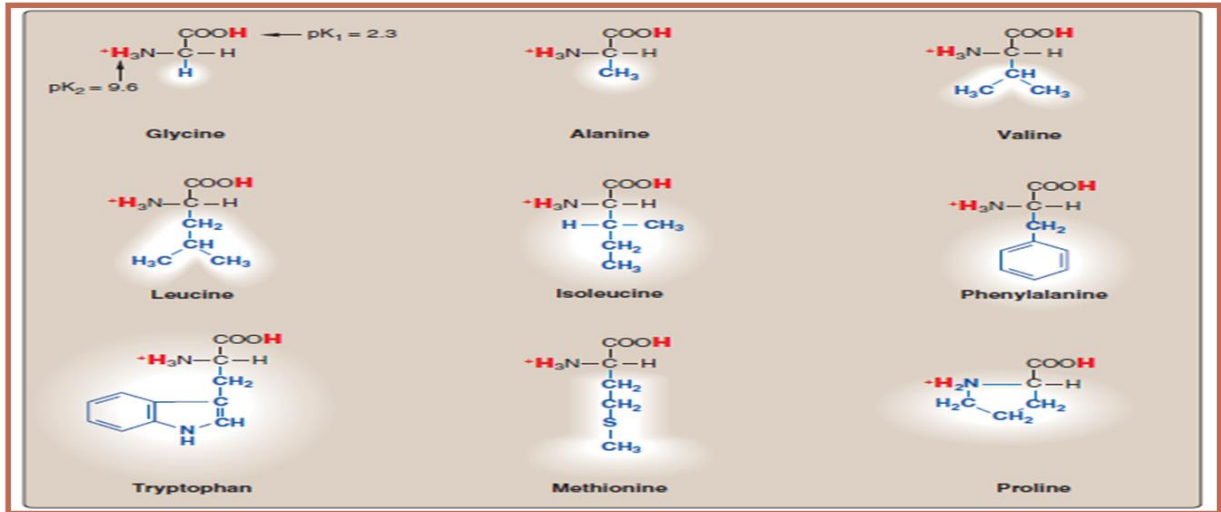 COOH
pK₁ = 2.3
⁺H₃N—C—H
H
pK₂ = 9.6
Glycine
COOH
⁺H₃N—C—H
CH₃
Alanine
COOH
⁺H₃N—C—H
CH
H₃C CH₃
Valine
COOH
⁺H₃N—C—H
CH₂
CH
H₃C CH₃
Leucine
COOH
⁺H₃N—C—H
H—C—CH₃
CH₂
CH₃
Isoleucine
COOH
⁺H₃N—C—H
CH₂
Phenylalanine
COOH
⁺H₃N—C—H
CH₂
C
CH
N
H
Tryptophan
COOH
⁺H₃N—C—H
CH₂
CH₂
S
CH₃
Methionine
COOH
⁺H₂N—C—H
H₂C CH₂
CH₂
Proline